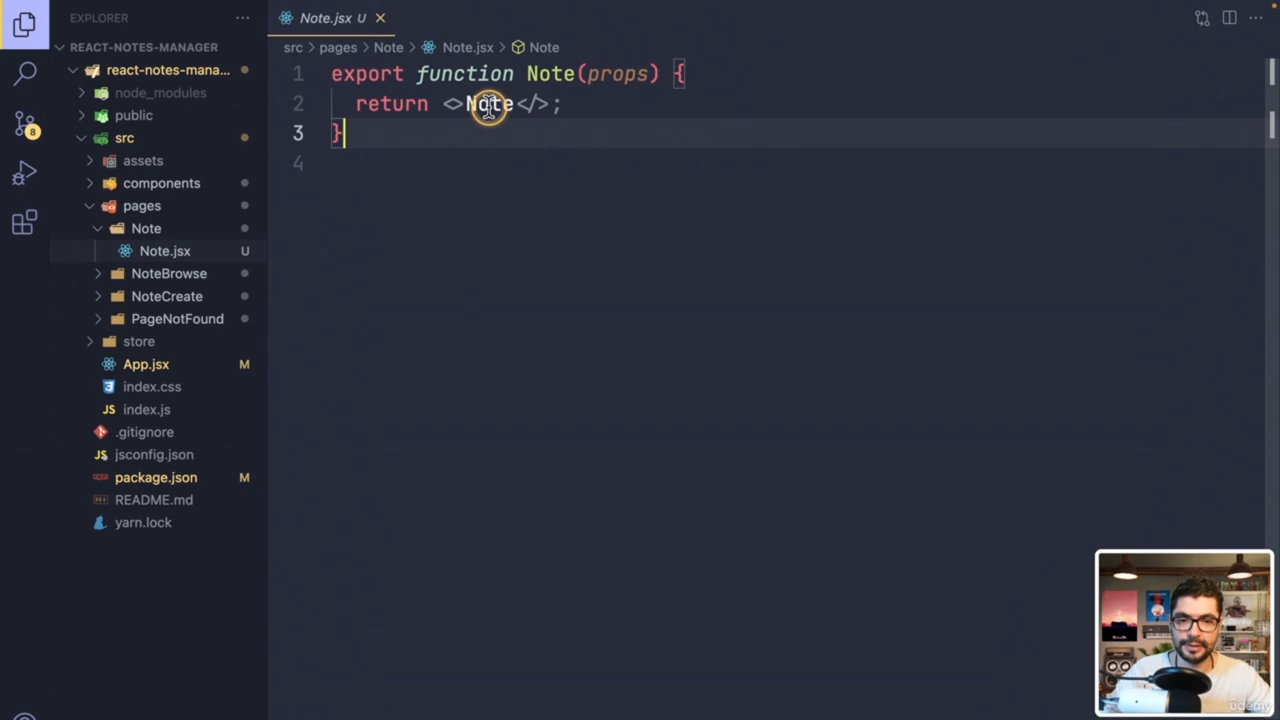 EXPLORER
Note.jsx U
REACT-NOTES-MANAGER
src > pages > Note > Note.jsx > Note
react-notes-mana...
node_modules
public
src
assets
components
pages
Note
Note.jsx U
NoteBrowse
NoteCreate
PageNotFound
store
App.jsx M
index.css
index.js
.gitignore
jsconfig.json
package.json M
README.md
yarn.lock
8
1 export function Note(props) {
2 return <>Note</>;
3 }
4
ûdemy